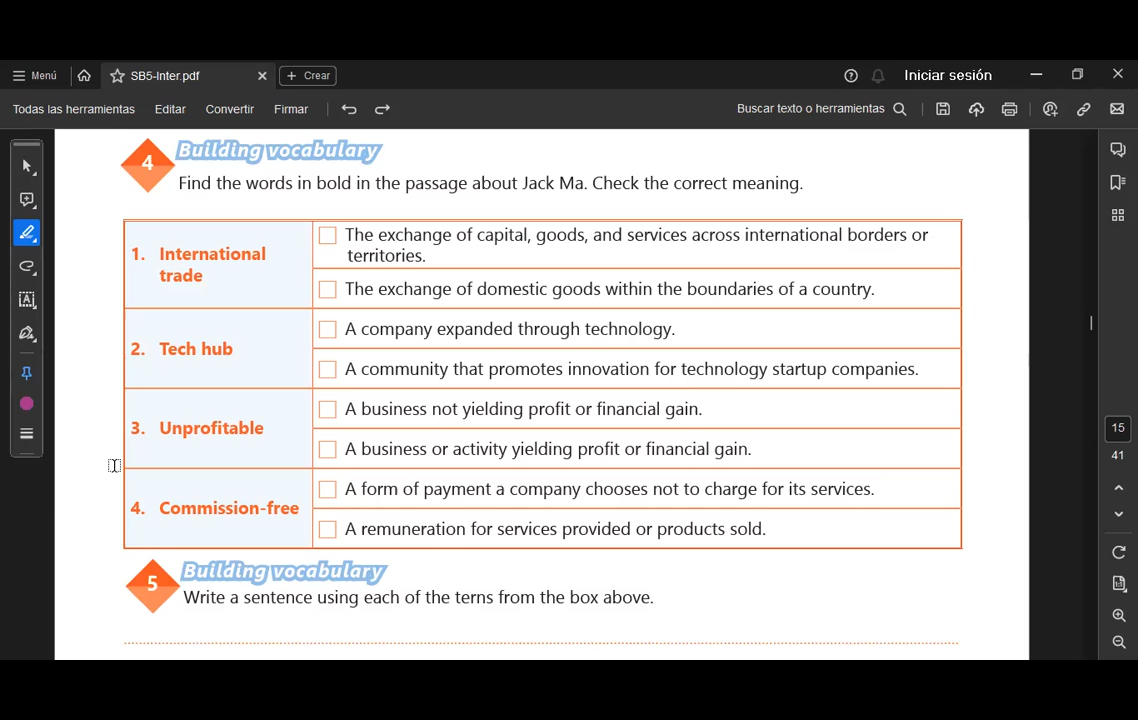 Menú
SB5-Inter.pdf
Crear
Iniciar sesión
Todas las herramientas
Editar
Convertir
Firmar
Buscar texto o herramientas
4
Building vocabulary
Find the words in bold in the passage about Jack Ma. Check the correct meaning.
1. International
trade
The exchange of capital, goods, and services across international borders or
territories.
The exchange of domestic goods within the boundaries of a country.
2. Tech hub
A company expanded through technology.
A community that promotes innovation for technology startup companies.
3. Unprofitable
A business not yielding profit or financial gain.
A business or activity yielding profit or financial gain.
4. Commission-free
A form of payment a company chooses not to charge for its services.
A remuneration for services provided or products sold.
5
Building vocabulary
Write a sentence using each of the terns from the box above.
15
41